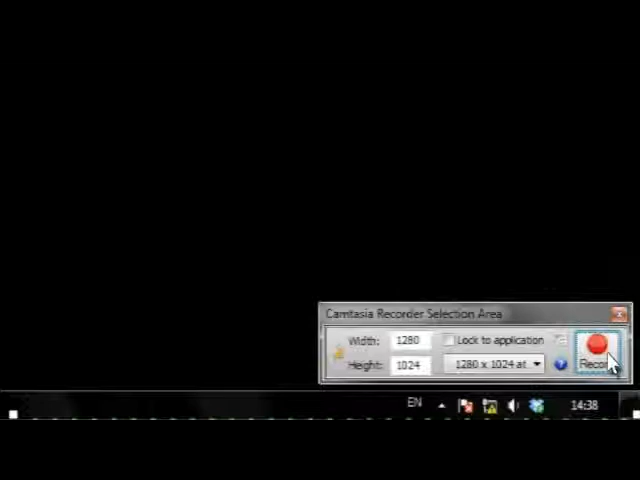 Camtasia Recorder Selection Area
Width: 1280 Lock to application
Height: 1024 1280 x 1024 at
EN 14:38